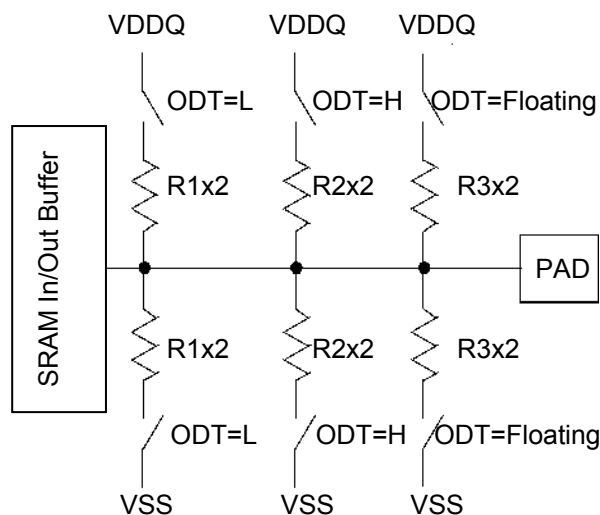 VDDQ VDDQ VDDQ
ODT=L ODT=H ODT=Floating
R1x2 R2x2 R3x2
SRAM In/Out Buffer
PAD
R1x2 R2x2 R3x2
ODT=L ODT=H ODT=Floating
VSS VSS VSS